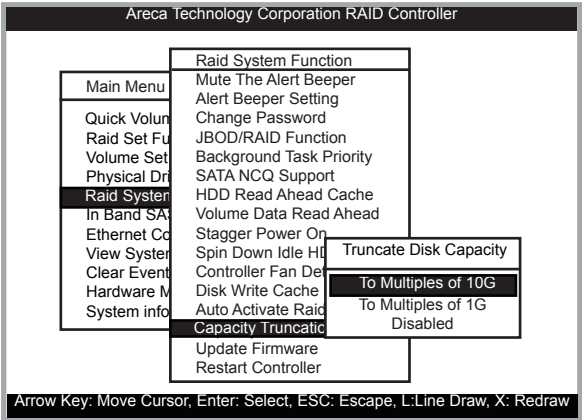 Areca Technology Corporation RAID Controller
Main Menu
Quick Volum
Raid Set Fu
Volume Set
Physical Dri
Raid System
In Band SA
Ethernet Co
View System
Clear Event
Hardware M
System info
Raid System Function
Mute The Alert Beeper
Alert Beeper Setting
Change Password
JBOD/RAID Function
Background Task Priority
SATA NCQ Support
HDD Read Ahead Cache
Volume Data Read Ahead
Stagger Power On
Spin Down Idle HD
Controller Fan Det
Disk Write Cache
Auto Activate Raid
Capacity Truncatio
Update Firmware
Restart Controller
Truncate Disk Capacity
To Multiples of 10G
To Multiples of 1G
Disabled
Arrow Key: Move Cursor, Enter: Select, ESC: Escape, L:Line Draw, X: Redraw